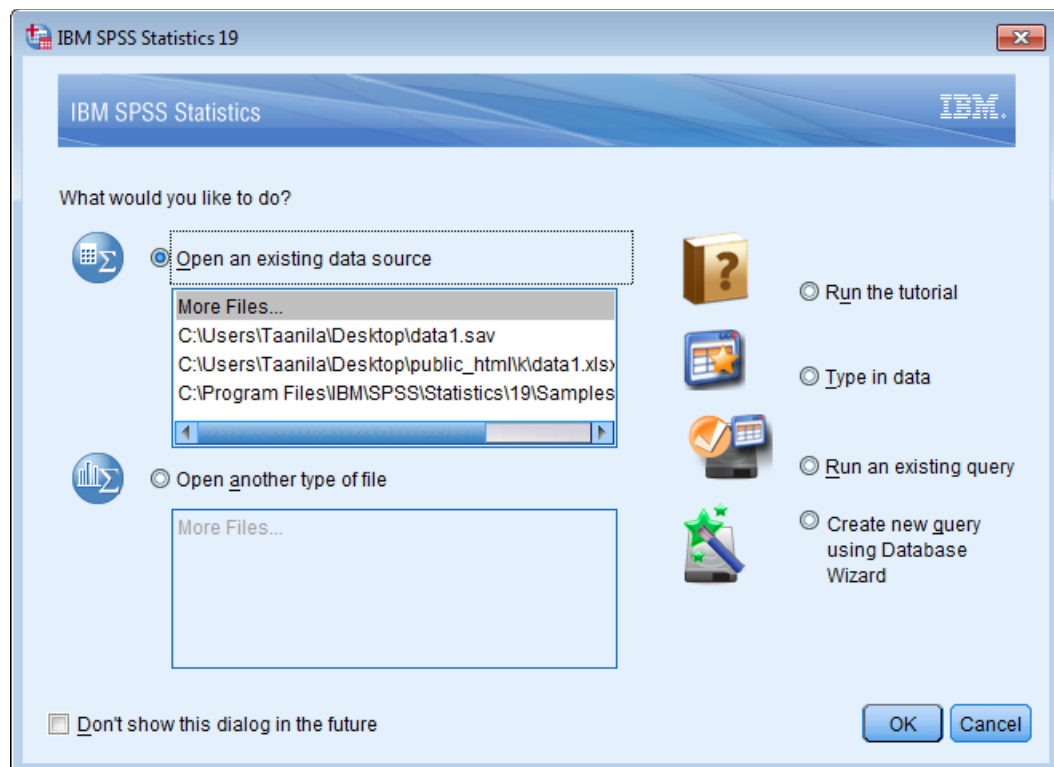 IBM SPSS Statistics 19
IBM SPSS Statistics
IBM.
What would you like to do?
Open an existing data source
More Files...
C:\Users\Taanila\Desktop\data1.sav
C:\Users\Taanila\Desktop\public_html\k\data1.xlsx
C:\Program Files\IBM\SPSS\Statistics\19\Samples
Open another type of file
More Files...
Run the tutorial
Type in data
Run an existing query
Create new query
using Database
Wizard
Don't show this dialog in the future
OK
Cancel